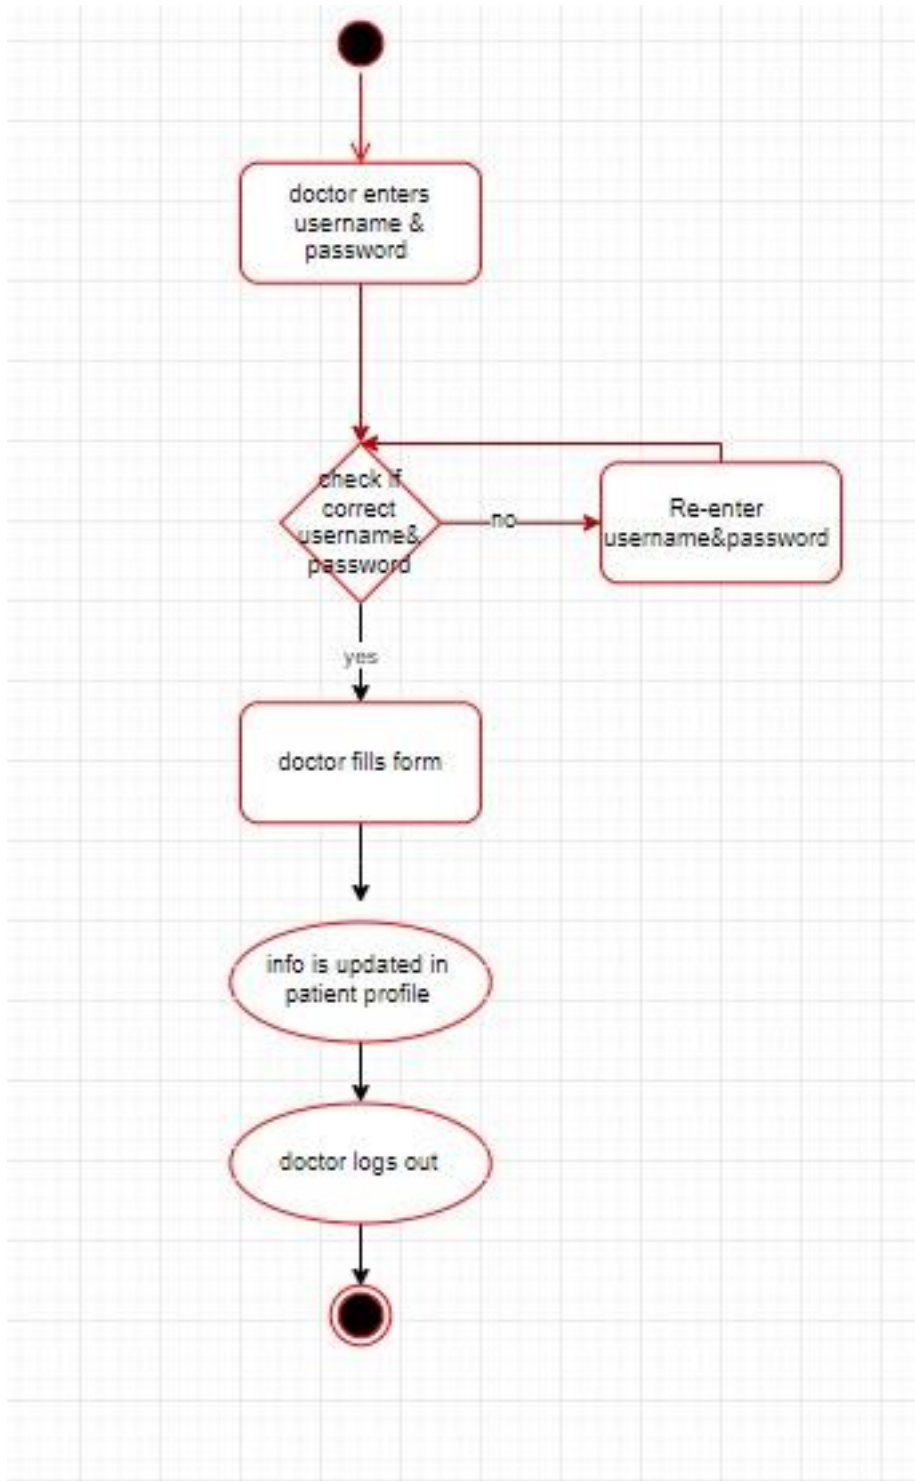 doctor enters
username &
password
check if
correct
username&
password
no
Re-enter
username&password
yes
doctor fills form
info is updated in
patient profile
doctor logs out